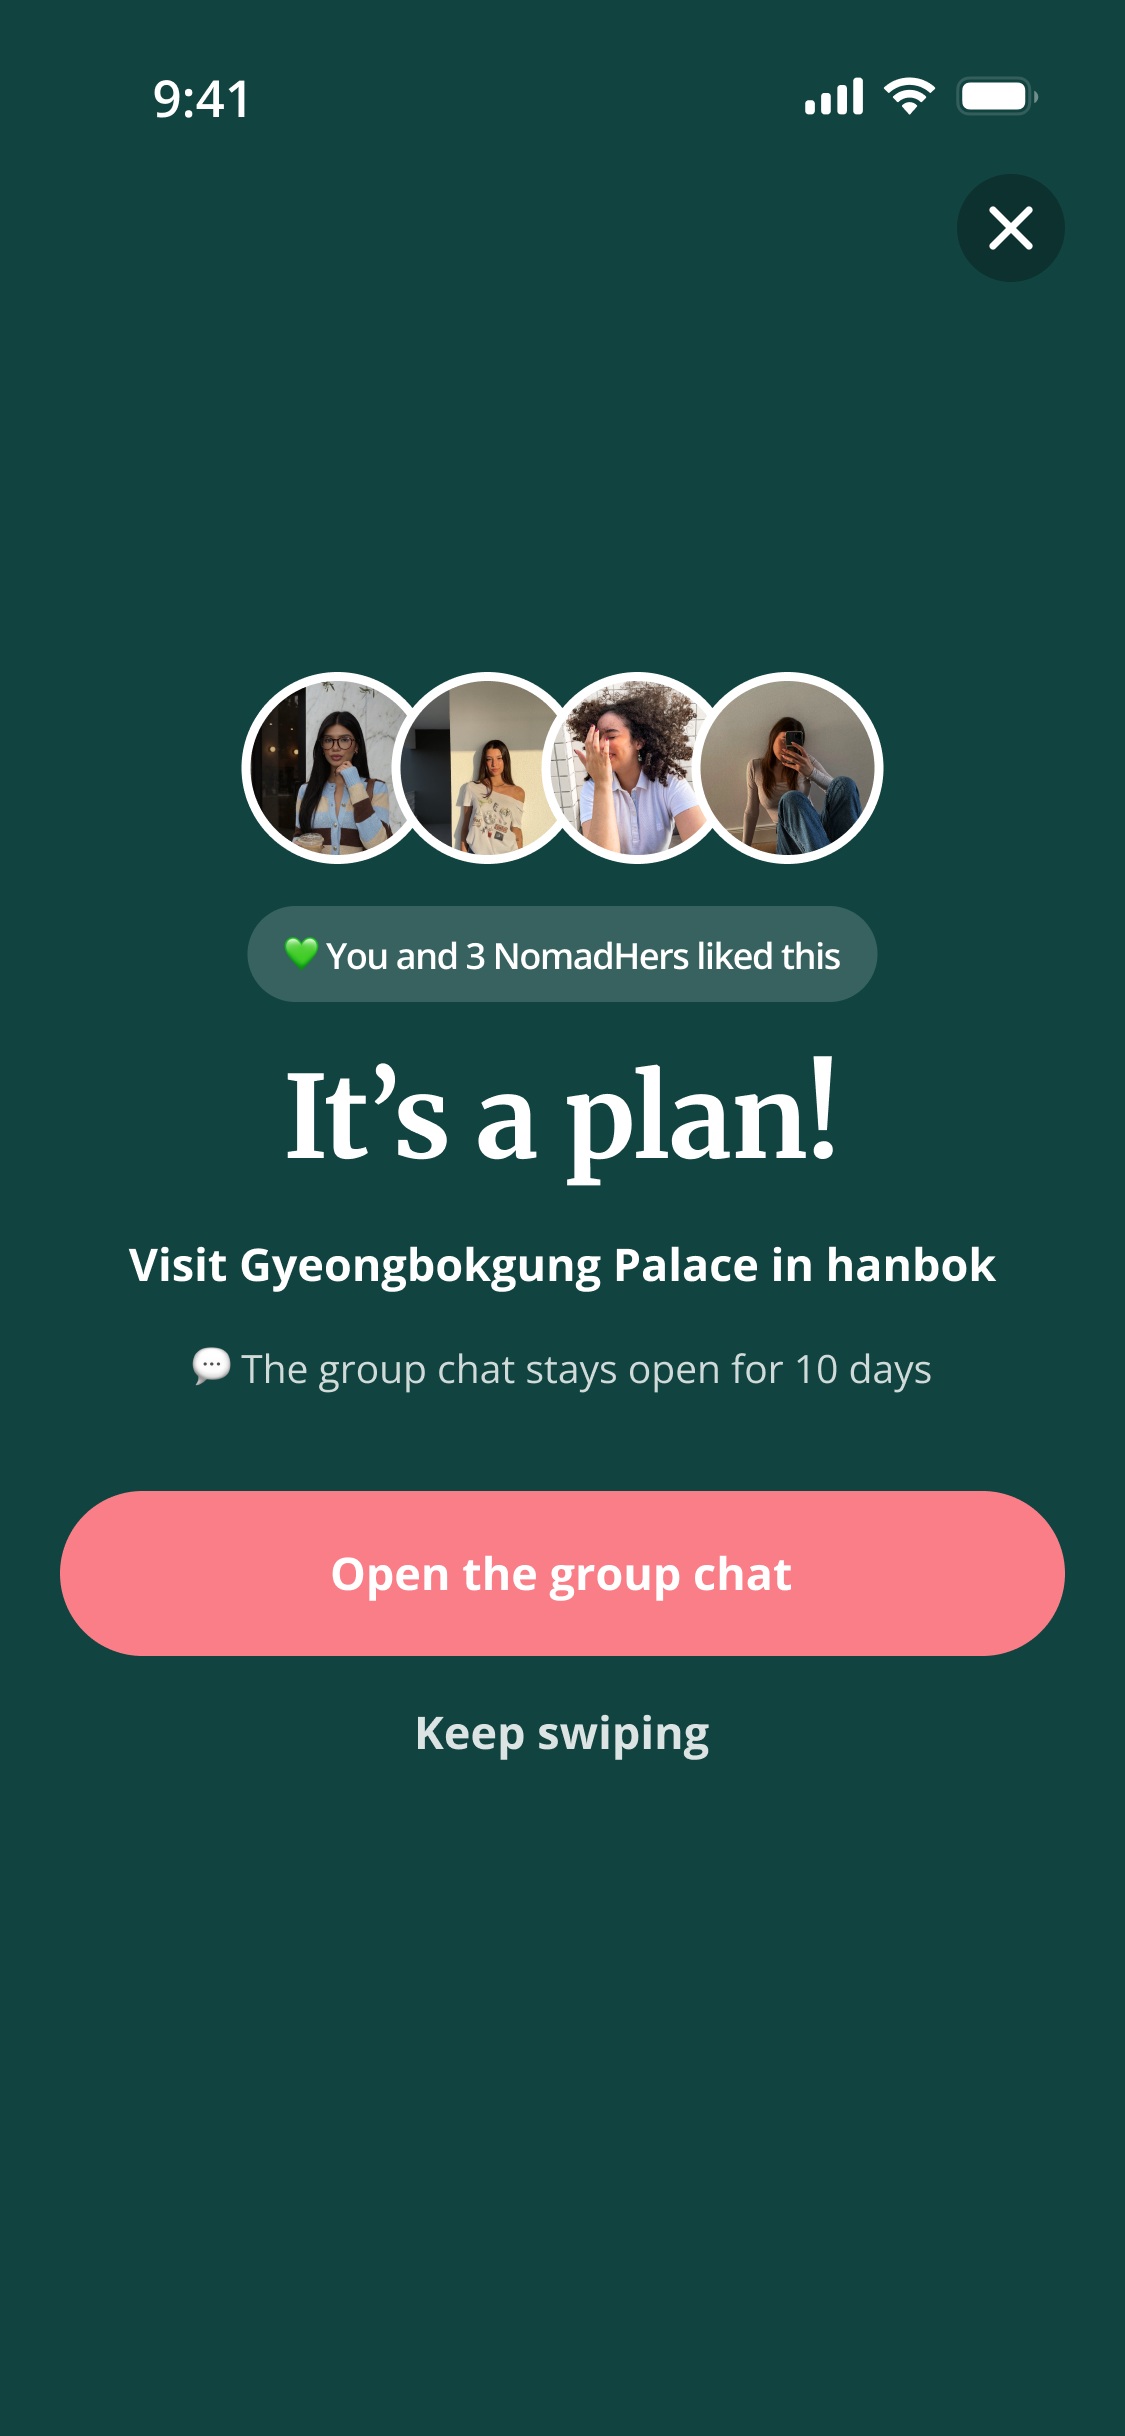 9:41
💚 You and 3 NomadHers liked this
It’s a plan!
Visit Gyeongbokgung Palace in hanbok
💬 The group chat stays open for 10 days
Open the group chat
Keep swiping